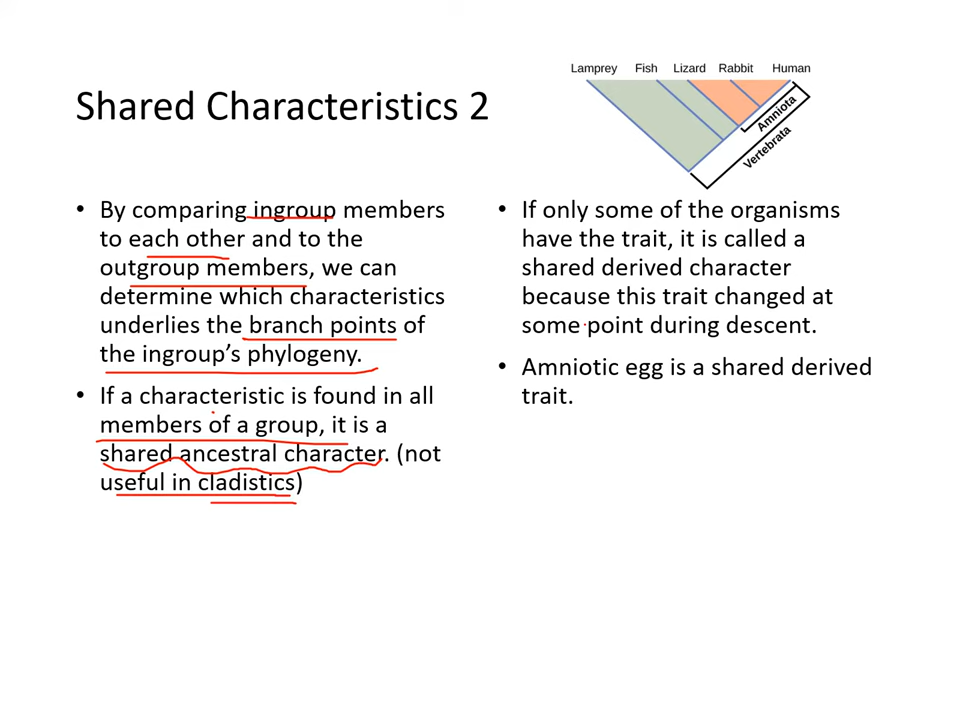 Lamprey Fish Lizard Rabbit Human
Amniota
Vertebrata
Shared Characteristics 2
• By comparing ingroup members
to each other and to the
outgroup members, we can
determine which characteristics
underlies the branch points of
the ingroup's phylogeny.
• If a characteristic is found in all
members of a group, it is a
shared ancestral character. (not
useful in cladistics)
• If only some of the organisms
have the trait, it is called a
shared derived character
because this trait changed at
some point during descent.
• Amniotic egg is a shared derived
trait.